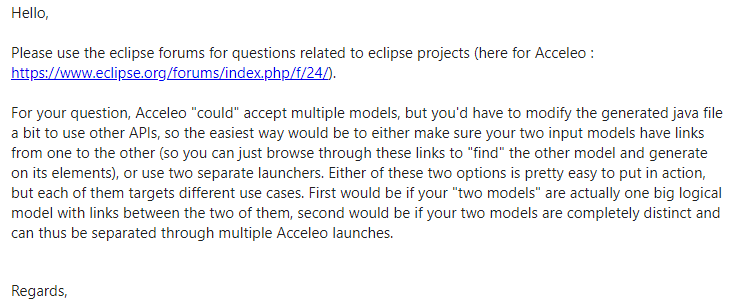 Hello,
Please use the eclipse forums for questions related to eclipse projects (here for Acceleo :
https://www.eclipse.org/forums/index.php/f/24/).
For your question, Acceleo "could" accept multiple models, but you'd have to modify the generated java file
a bit to use other APIs, so the easiest way would be to either make sure your two input models have links
from one to the other (so you can just browse through these links to "find" the other model and generate
on its elements), or use two separate launchers. Either of these two options is pretty easy to put in action,
but each of them targets different use cases. First would be if your "two models" are actually one big logical
model with links between the two of them, second would be if your two models are completely distinct and
can thus be separated through multiple Acceleo launches.
Regards,